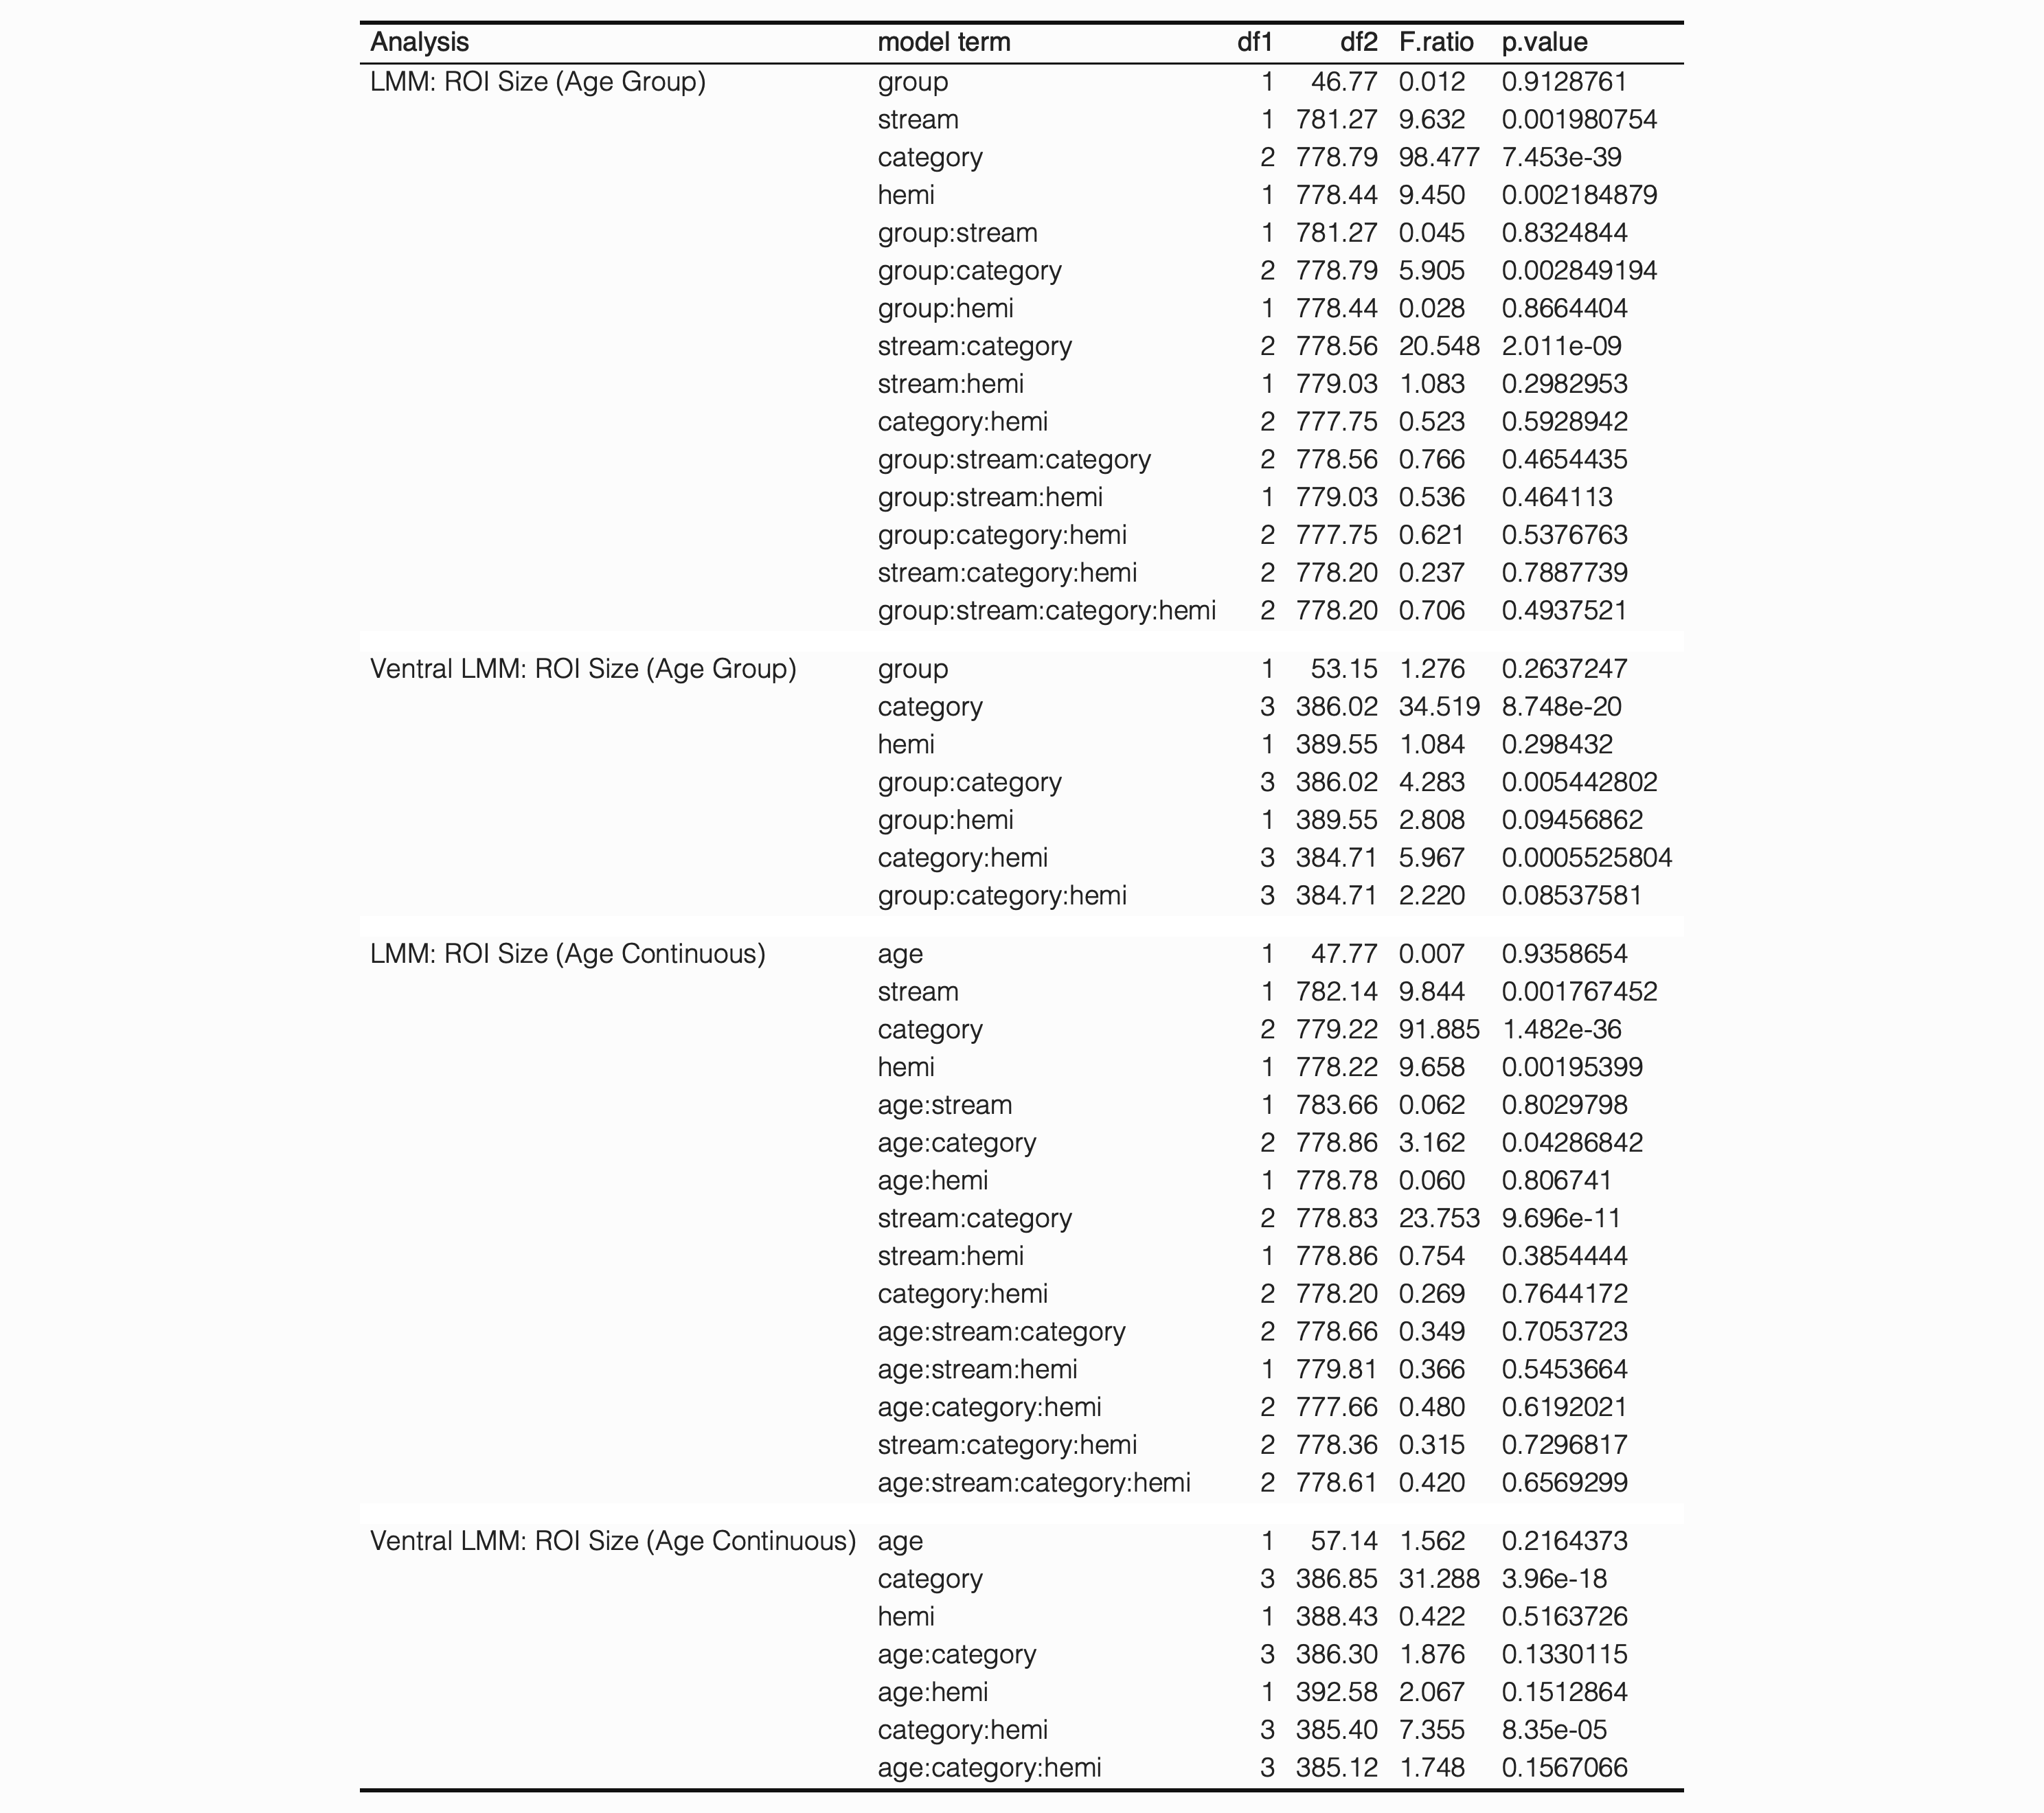 Analysis model term df1 df2 F.ratio p.value
LMM: ROI Size (Age Group) group 1 46.77 0.012 0.9128761
stream 1 781.27 9.632 0.001980754
category 2 778.79 98.477 7.453e-39
hemi 1 778.44 9.450 0.002184879
group:stream 1 781.27 0.045 0.8324844
group:category 2 778.79 5.905 0.002849194
group:hemi 1 778.44 0.028 0.8664404
stream:category 2 778.56 20.548 2.011e-09
stream:hemi 1 779.03 1.083 0.2982953
category:hemi 2 777.75 0.523 0.5928942
group:stream:category 2 778.56 0.766 0.4654435
group:stream:hemi 1 779.03 0.536 0.464113
group:category:hemi 2 777.75 0.621 0.5376763
stream:category:hemi 2 778.20 0.237 0.7887739
group:stream:category:hemi 2 778.20 0.706 0.4937521
Ventral LMM: ROI Size (Age Group) group 1 53.15 1.276 0.2637247
category 3 386.02 34.519 8.748e-20
hemi 1 389.55 1.084 0.298432
group:category 3 386.02 4.283 0.005442802
group:hemi 1 389.55 2.808 0.09456862
category:hemi 3 384.71 5.967 0.0005525804
group:category:hemi 3 384.71 2.220 0.08537581
LMM: ROI Size (Age Continuous) age 1 47.77 0.007 0.9358654
stream 1 782.14 9.844 0.001767452
category 2 779.22 91.885 1.482e-36
hemi 1 778.22 9.658 0.00195399
age:stream 1 783.66 0.062 0.8029798
age:category 2 778.86 3.162 0.04286842
age:hemi 1 778.78 0.060 0.806741
stream:category 2 778.83 23.753 9.696e-11
stream:hemi 1 778.86 0.754 0.3854444
category:hemi 2 778.20 0.269 0.7644172
age:stream:category 2 778.66 0.349 0.7053723
age:stream:hemi 1 779.81 0.366 0.5453664
age:category:hemi 2 777.66 0.480 0.6192021
stream:category:hemi 2 778.36 0.315 0.7296817
age:stream:category:hemi 2 778.61 0.420 0.6569299
Ventral LMM: ROI Size (Age Continuous) age 1 57.14 1.562 0.2164373
category 3 386.85 31.288 3.96e-18
hemi 1 388.43 0.422 0.5163726
age:category 3 386.30 1.876 0.1330115
age:hemi 1 392.58 2.067 0.1512864
category:hemi 3 385.40 7.355 8.35e-05
age:category:hemi 3 385.12 1.748 0.1567066